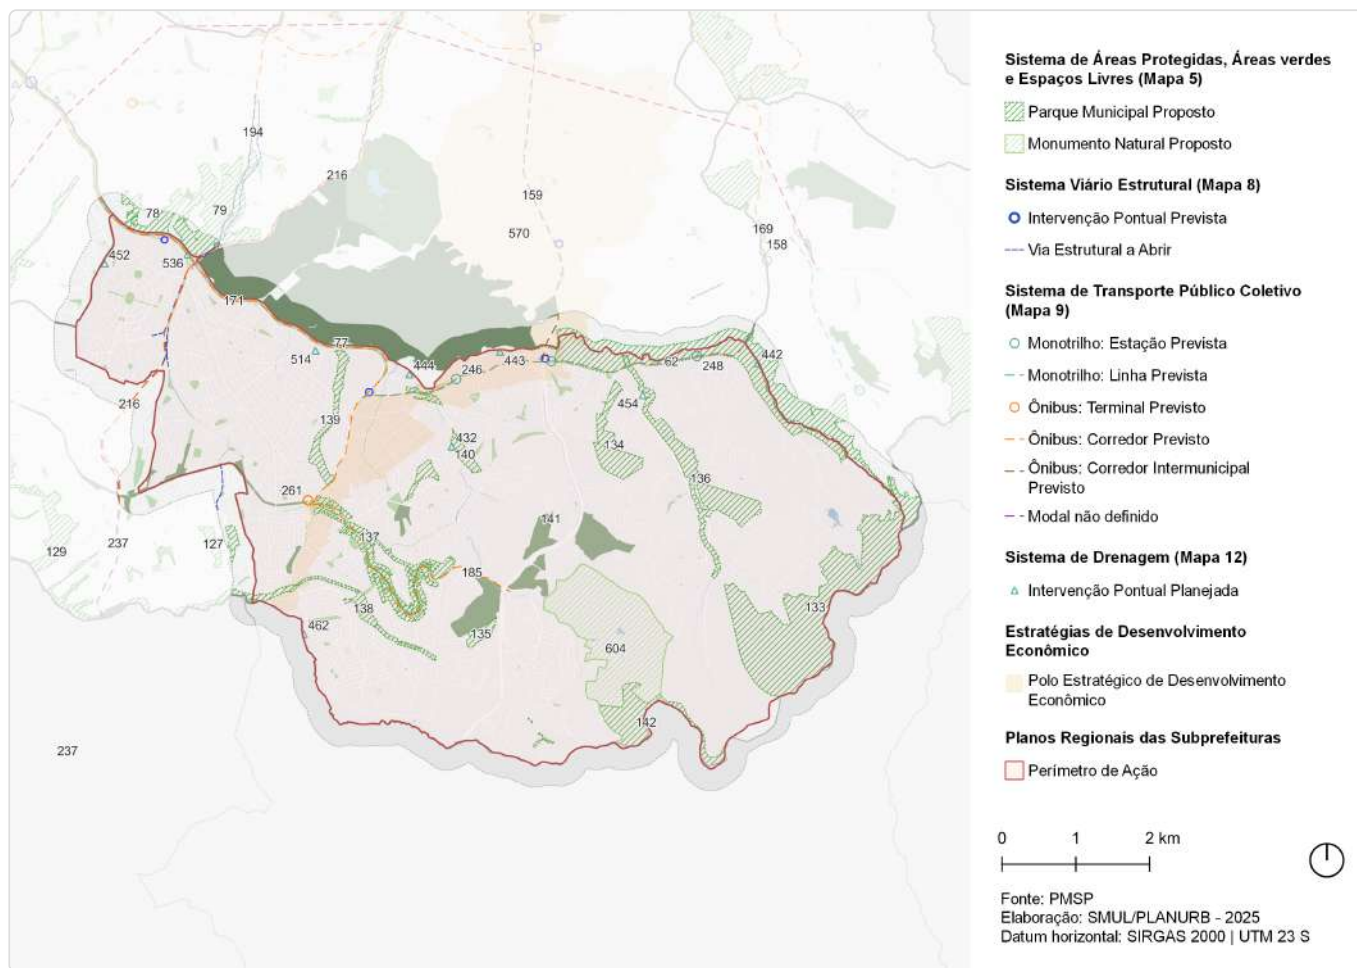 194
216
159
78
79
570
169
158
452
536
171
77
514
444
246
443
62
248
442
216
139
454
432
140
134
136
261
141
129
237
127
137
185
138
133
462
135
604
142
237
Sistema de Áreas Protegidas, Áreas verdes
e Espaços Livres (Mapa 5)
Parque Municipal Proposto
Monumento Natural Proposto
Sistema Viário Estrutural (Mapa 8)
Intervenção Pontual Prevista
Via Estrutural a Abrir
Sistema de Transporte Público Coletivo
(Mapa 9)
Monotrilho: Estação Prevista
Monotrilho: Linha Prevista
Ônibus: Terminal Previsto
Ônibus: Corredor Previsto
Ônibus: Corredor Intermunicipal
Previsto
Modal não definido
Sistema de Drenagem (Mapa 12)
Intervenção Pontual Planejada
Estratégias de Desenvolvimento
Econômico
Polo Estratégico de Desenvolvimento
Econômico
Planos Regionais das Subprefeituras
Perímetro de Ação
0 1 2 km
Fonte: PMSP
Elaboração: SMUL/PLANURB - 2025
Datum horizontal: SIRGAS 2000 | UTM 23 S